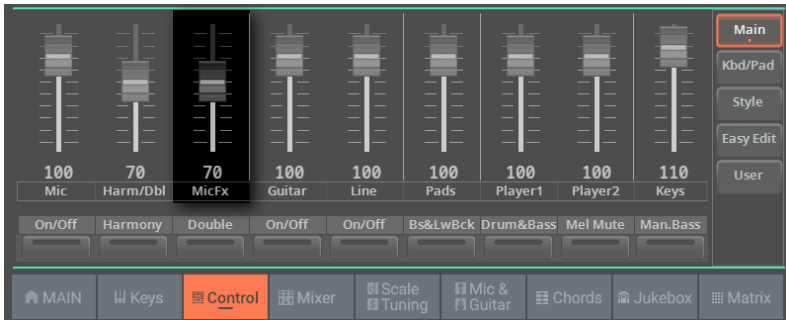 Main
Kbd/Pad
Style
Easy Edit
User
100 70 70 100 100 100 100 100 110
Mic Harm/Dbl MicFx Guitar Line Pads Player1 Player2 Keys
On/Off Harmony Double On/Off On/Off Bs&LwBck Drum&Bass Mel Mute Man.Bass
MAIN Keys Control Mixer Scale Tuning Mic & Guitar Chords Jukebox Matrix